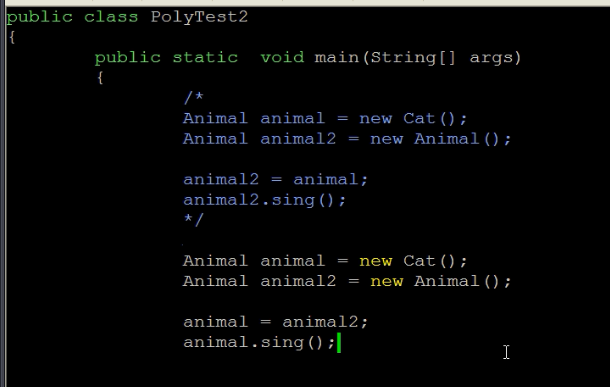 public class PolyTest2
{
public static  void main(String[] args)
{
/*
Animal animal = new Cat();
Animal animal2 = new Animal();
animal2 = animal;
animal2.sing();
*/
Animal animal = new Cat();
Animal animal2 = new Animal();
animal = animal2;
animal.sing();